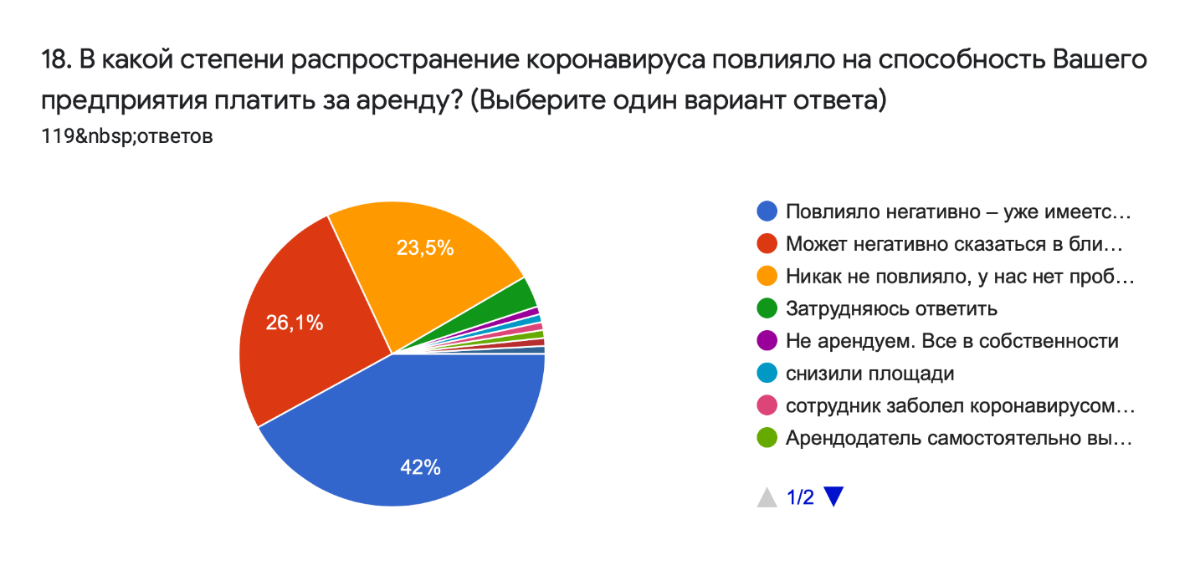 18. В какой степени распространение коронавируса повлияло на способность Вашего
предприятия платить за аренду? (Выберите один вариант ответа)
119&nbsp;ответов
23,5%
26,1%
42%
Повлияло негативно – уже имеетс...
Может негативно сказаться в бли...
Никак не повлияло, у нас нет проб...
Затрудняюсь ответить
Не арендуем. Все в собственности
снизили площади
сотрудник заболел коронавирусом...
Арендодатель самостоятельно вы...
1/2